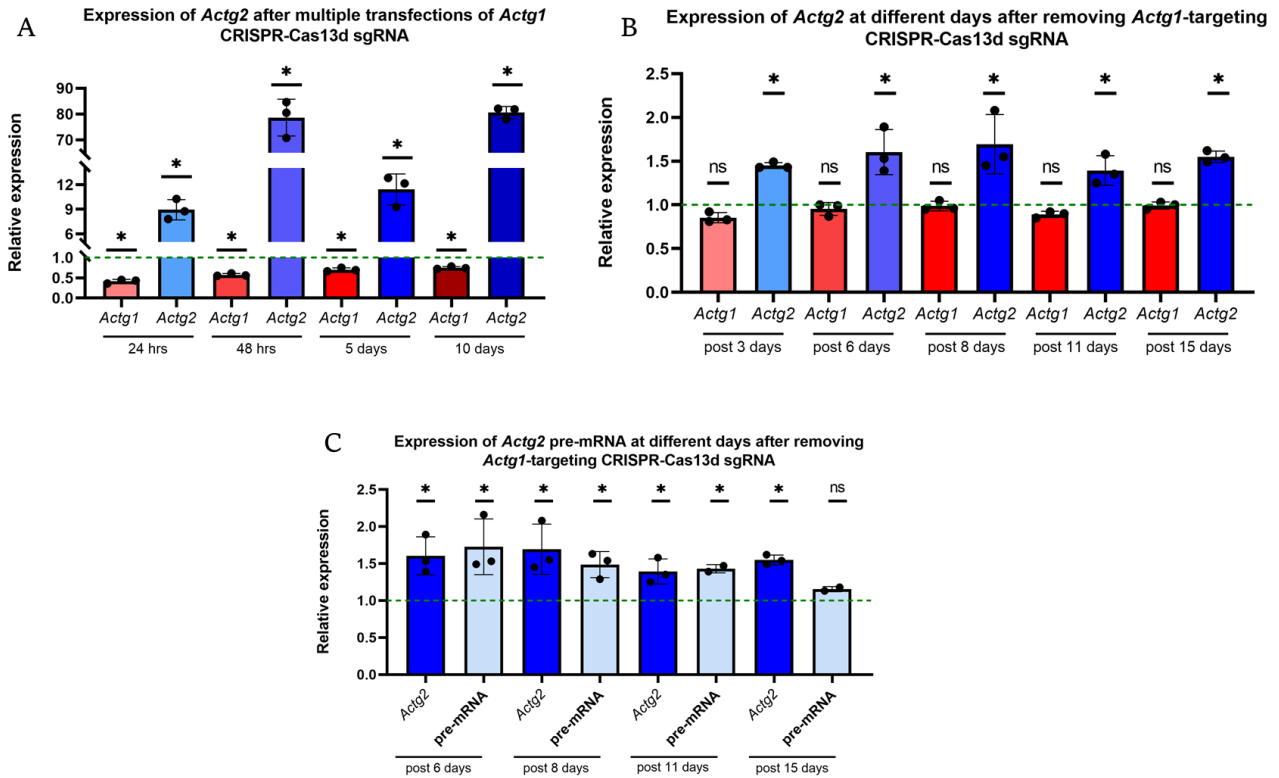 A
Expression of Actg2 after multiple transfections of Actg1
CRISPR-Cas13d sgRNA
Relative expression
90
80
70
12
9
6
1.0
0.5
0.0
* * * * * * * *
Actg1 Actg2 Actg1 Actg2 Actg1 Actg2 Actg1 Actg2
24 hrs 48 hrs 5 days 10 days
B
Expression of Actg2 at different days after removing Actg1-targeting
CRISPR-Cas13d sgRNA
Relative expression
2.5
2.0
1.5
1.0
0.5
0.0
ns * ns * ns * ns * ns *
Actg1 Actg2 Actg1 Actg2 Actg1 Actg2 Actg1 Actg2 Actg1 Actg2
post 3 days post 6 days post 8 days post 11 days post 15 days
C
Expression of Actg2 pre-mRNA at different days after removing
Actg1-targeting CRISPR-Cas13d sgRNA
Relative expression
2.5
2.0
1.5
1.0
0.5
0.0
* * * * * * * ns
Actg2 pre-mRNA Actg2 pre-mRNA Actg2 pre-mRNA Actg2 pre-mRNA
post 6 days post 8 days post 11 days post 15 days